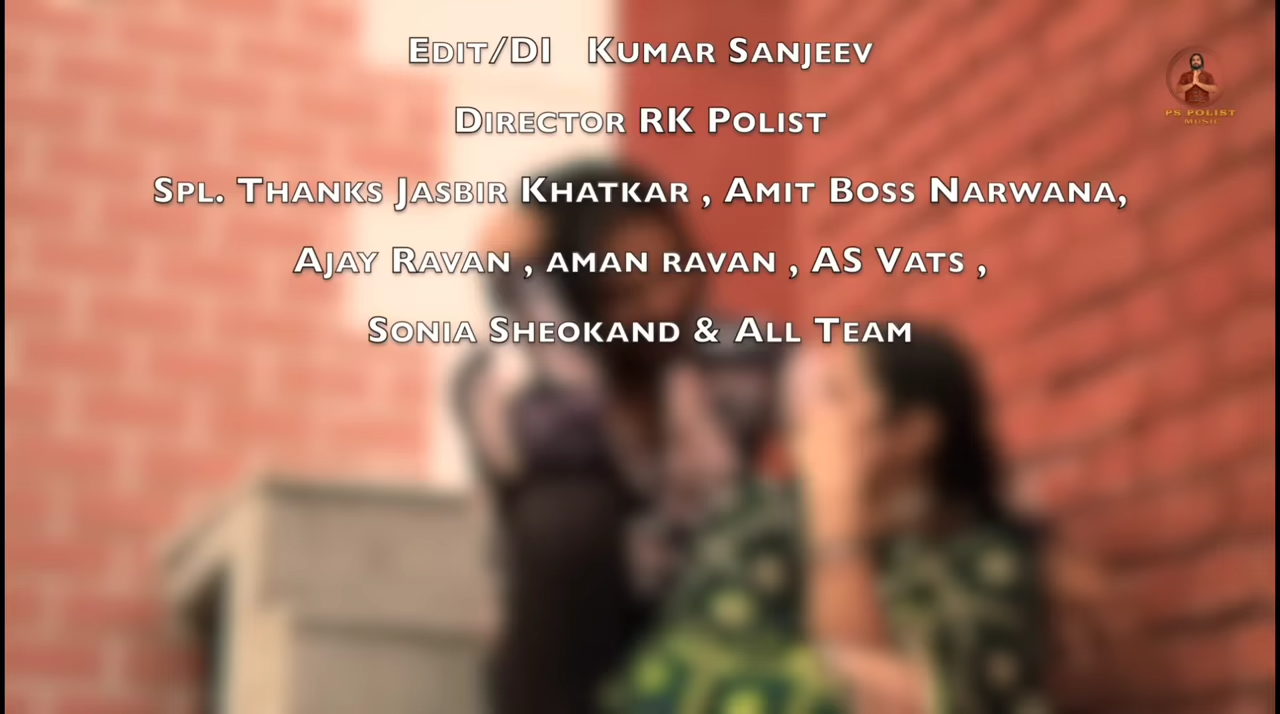 Edit/DI Kumar Sanjeev
Director RK Polist
Spl. Thanks Jasbir Khatkar , Amit Boss Narwana,
Ajay Ravan , aman ravan , AS Vats ,
Sonia Sheokand & All Team
PS POLIST
MUSIC